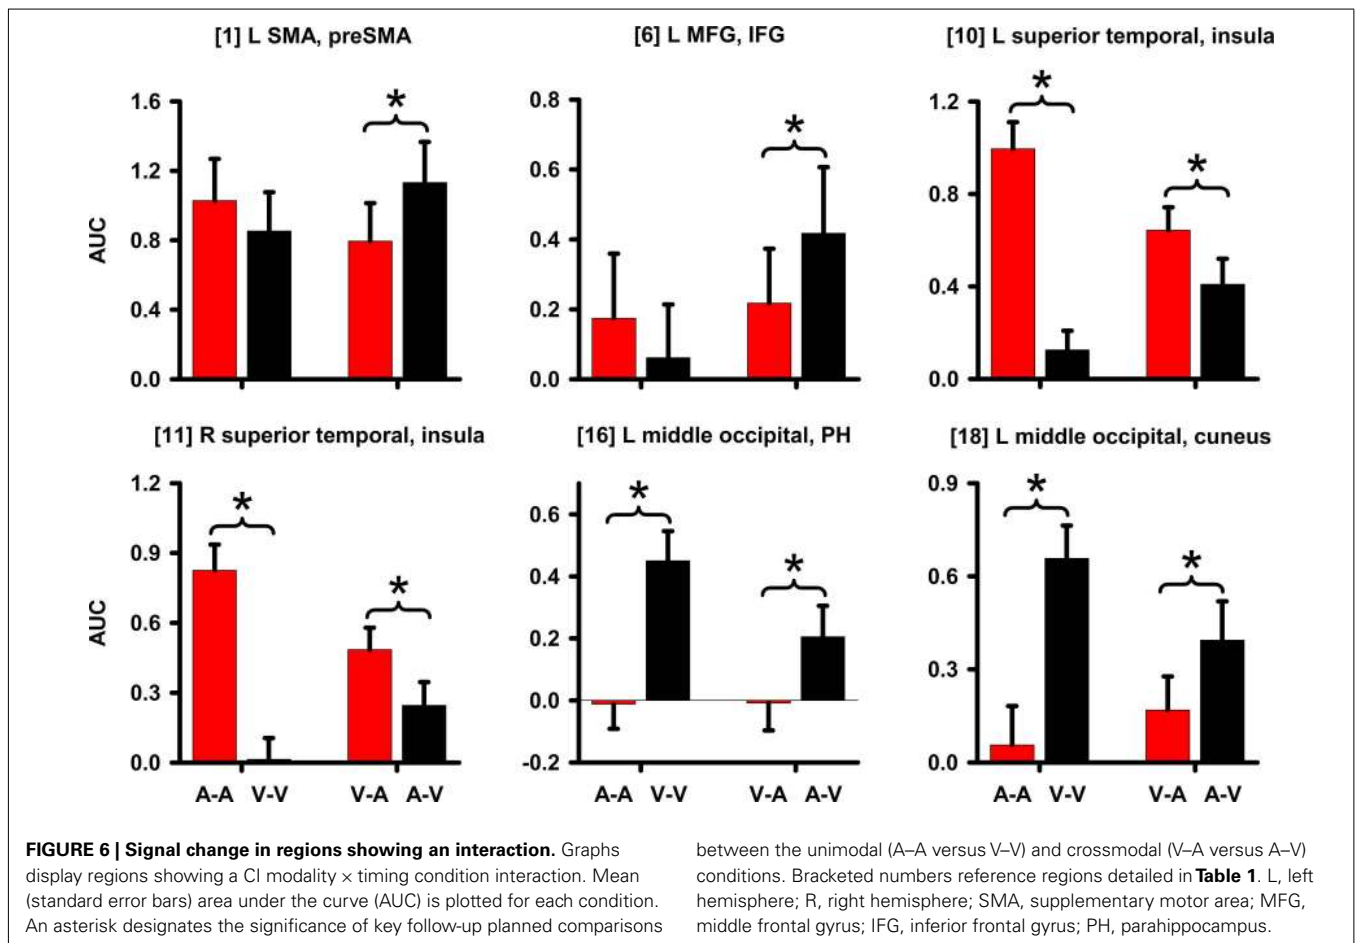 [1] L SMA, preSMA
AUC
1.6
1.2
0.8
0.4
0.0
*
[6] L MFG, IFG
0.8
0.6
0.4
0.2
0.0
*
[10] L superior temporal, insula
1.2
0.8
0.4
0.0
*
*
[11] R superior temporal, insula
AUC
1.2
0.9
0.6
0.3
0.0
*
*
A-A V-V V-A A-V
[16] L middle occipital, PH
0.6
0.4
0.2
0.0
-0.2
*
*
A-A V-V V-A A-V
[18] L middle occipital, cuneus
0.9
0.6
0.3
0.0
*
*
A-A V-V V-A A-V
FIGURE 6 | Signal change in regions showing an interaction. Graphs
display regions showing a CI modality × timing condition interaction. Mean
(standard error bars) area under the curve (AUC) is plotted for each condition.
An asterisk designates the significance of key follow-up planned comparisons
between the unimodal (A–A versus V–V) and crossmodal (V–A versus A–V)
conditions. Bracketed numbers reference regions detailed in Table 1. L, left
hemisphere; R, right hemisphere; SMA, supplementary motor area; MFG,
middle frontal gyrus; IFG, inferior frontal gyrus; PH, parahippocampus.